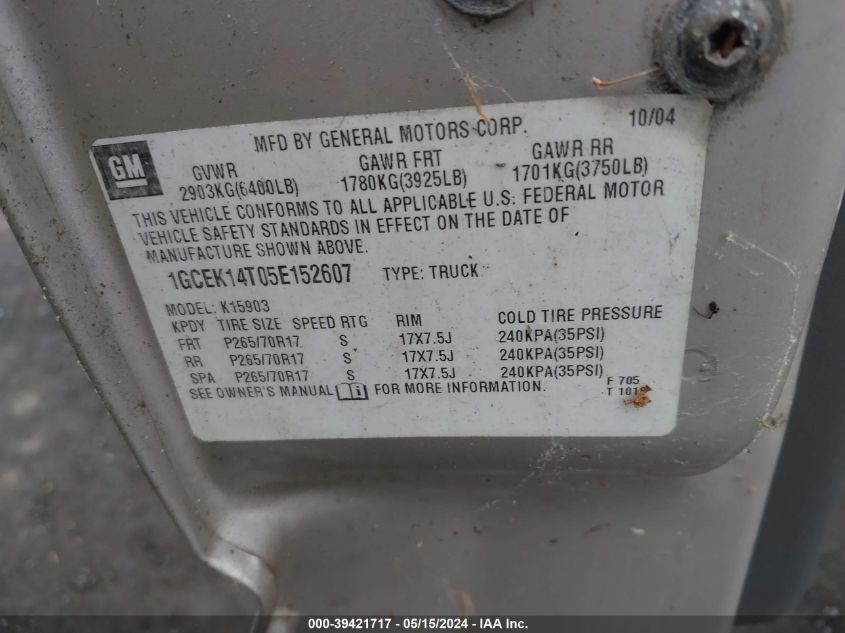 MFD BY GENERAL MOTORS CORP. 10/04
GM
GVWR GAWR FRT GAWR RR
2903KG(6400LB) 1780KG(3925LB) 1701KG(3750LB)
THIS VEHICLE CONFORMS TO ALL APPLICABLE U.S. FEDERAL MOTOR
VEHICLE SAFETY STANDARDS IN EFFECT ON THE DATE OF
MANUFACTURE SHOWN ABOVE.
1GCEK14T05E152607 TYPE: TRUCK
MODEL: K15903
KPDY TIRE SIZE SPEED RTG RIM COLD TIRE PRESSURE
FRT P265/70R17 S 17X7.5J 240KPA(35PSI)
RR P265/70R17 S 17X7.5J 240KPA(35PSI)
SPA P265/70R17 S 17X7.5J 240KPA(35PSI)
SEE OWNER'S MANUAL i FOR MORE INFORMATION.
F 705
T
000-39421717 - 05/15/2024 - IAA Inc.